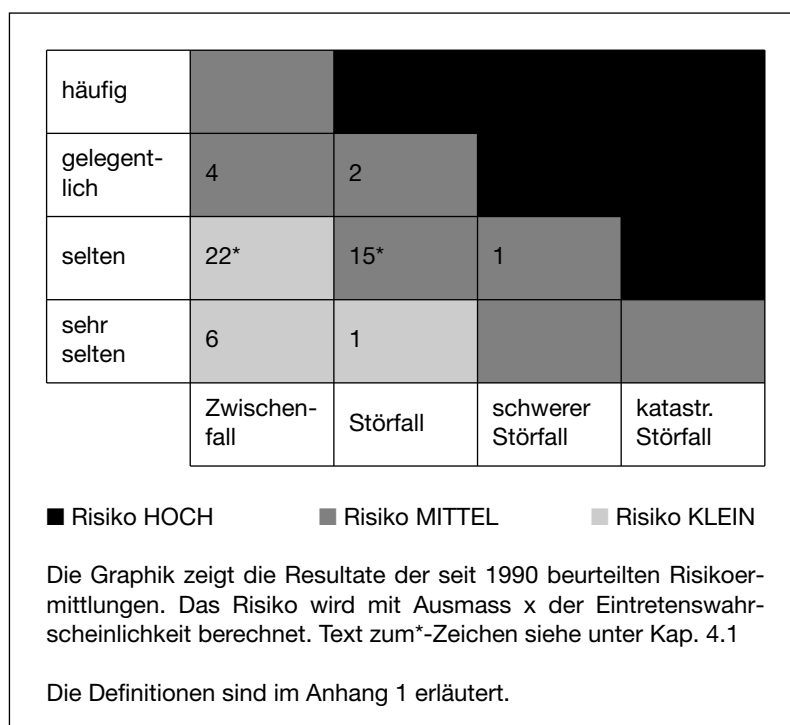 häufig
gelegent-
lich
4 2
selten 22* 15* 1
sehr
selten
6 1
Zwischen-
fall
Störfall
schwerer
Störfall
katastr.
Störfall
Risiko HOCH Risiko MITTEL Risiko KLEIN
Die Graphik zeigt die Resultate der seit 1990 beurteilten Risikoer-
mittlungen. Das Risiko wird mit Ausmass x der Eintretenswahr-
scheinlichkeit berechnet. Text zum*-Zeichen siehe unter Kap. 4.1
Die Definitionen sind im Anhang 1 erläutert.